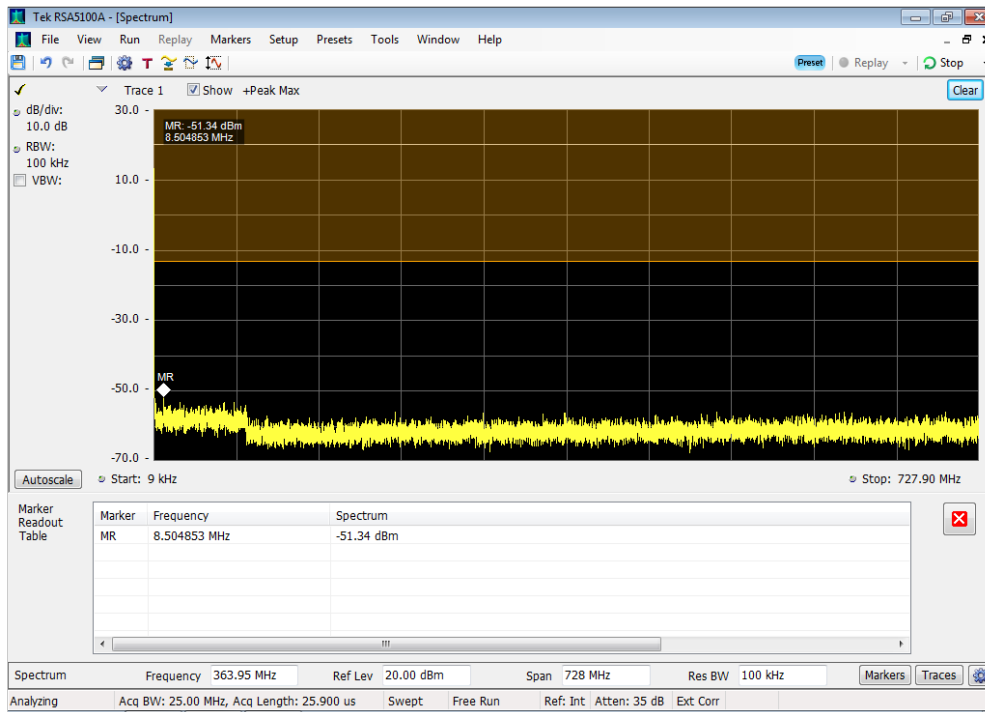 Tek RSA5100A - [Spectrum]
File View Run Replay Markers Setup Presets Tools Window Help
T Preset Replay Stop
Trace 1 Show +Peak Max Clear
dB/div:
10.0 dB
RBW:
100 kHz
VBW:
30.0
MR: -51.34 dBm
8.504853 MHz
10.0
-10.0
-30.0
MR
-50.0
-70.0
Autoscale Start: 9 kHz Stop: 727.90 MHz
Marker
Readout
Table
Marker Frequency Spectrum
MR 8.504853 MHz -51.34 dBm
Spectrum Frequency 363.95 MHz Ref Lev 20.00 dBm Span 728 MHz Res BW 100 kHz Markers Traces
Analyzing Acq BW: 25.00 MHz, Acq Length: 25.900 us Swept Free Run Ref: Int Atten: 35 dB Ext Corr